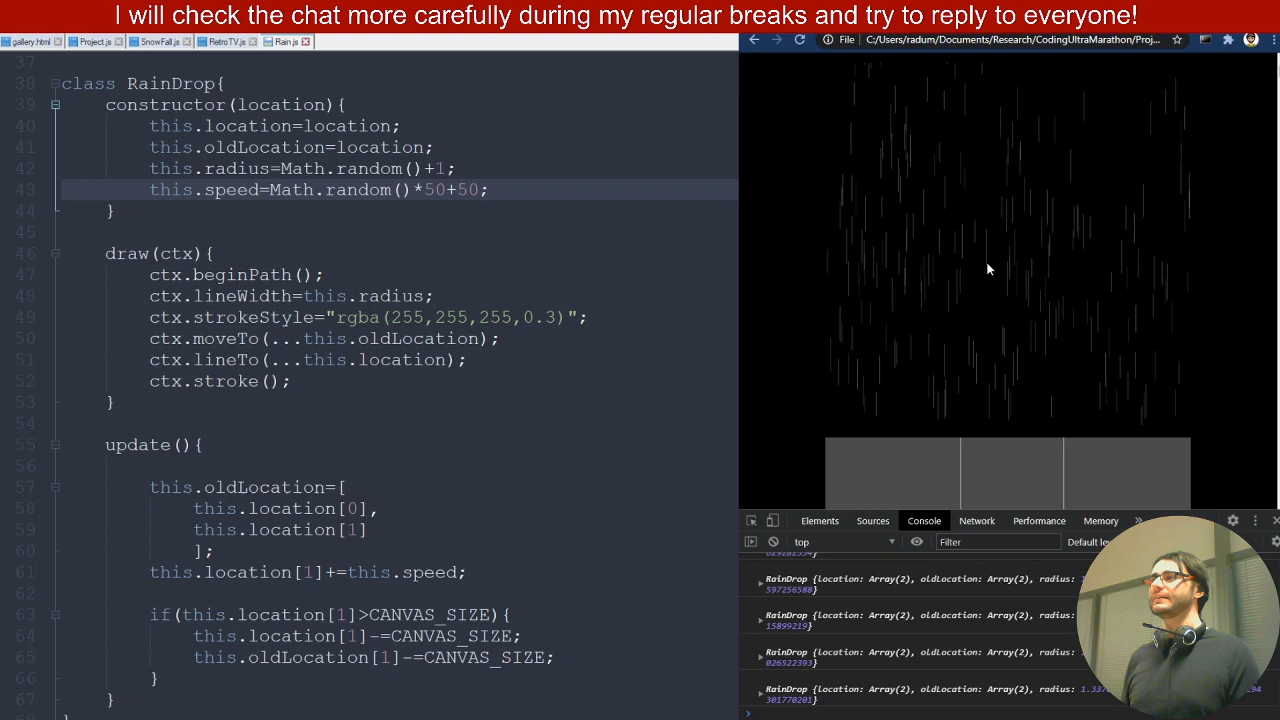 I will check the chat more carefully during my regular breaks and try to reply to everyone!
gallery.html Project.js SnowFall.js RetroTV.js Rain.js
File C:/Users/radum/Documents/Research/CodingUltraMarathon/Proj...
37
38 class RainDrop{
39 constructor(location){
40 this.location=location;
41 this.oldLocation=location;
42 this.radius=Math.random()+1;
43 this.speed=Math.random()*50+50;
44 }
45
46 draw(ctx){
47 ctx.beginPath();
48 ctx.lineWidth=this.radius;
49 ctx.strokeStyle="rgba(255,255,255,0.3)";
50 ctx.moveTo(...this.oldLocation);
51 ctx.lineTo(...this.location);
52 ctx.stroke();
53 }
54
55 update(){
56
57 this.oldLocation=[
58 this.location[0],
59 this.location[1]
60 ];
61 this.location[1]+=this.speed;
62
63 if(this.location[1]>CANVAS_SIZE){
64 this.location[1]-=CANVAS_SIZE;
65 this.oldLocation[1]-=CANVAS_SIZE;
66 }
67 }
Elements Sources Console Network Performance Memory »
top Filter Default lev
RainDrop {location: Array(2), oldLocation: Array(2), radius: 1
597256588}
RainDrop {location: Array(2), oldLocation: Array(2), radius:
15899219}
RainDrop {location: Array(2), oldLocation: Array(2), radius:
026522393}
RainDrop {location: Array(2), oldLocation: Array(2), radius: 1.337
301770201}